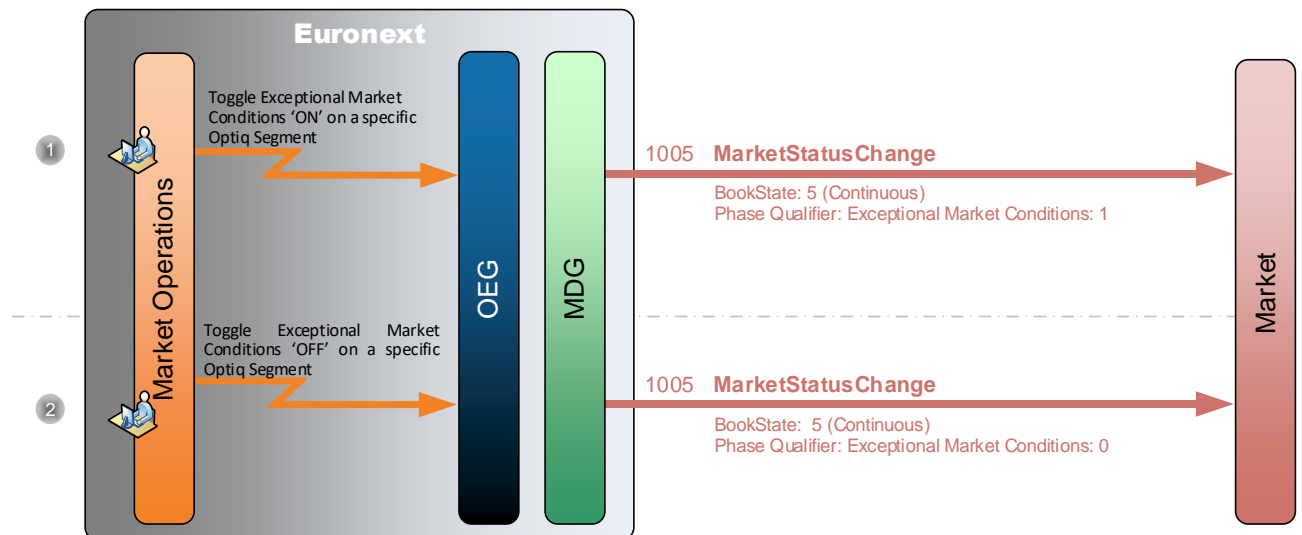 Euronext
Market Operations
OEG
MDG
Market
1
Toggle Exceptional Market
Conditions ‘ON’ on a specific
Optiq Segment
1005 MarketStatusChange
BookState: 5 (Continuous)
Phase Qualifier: Exceptional Market Conditions: 1
2
Toggle Exceptional Market
Conditions ‘OFF’ on a specific
Optiq Segment
1005 MarketStatusChange
BookState: 5 (Continuous)
Phase Qualifier: Exceptional Market Conditions: 0